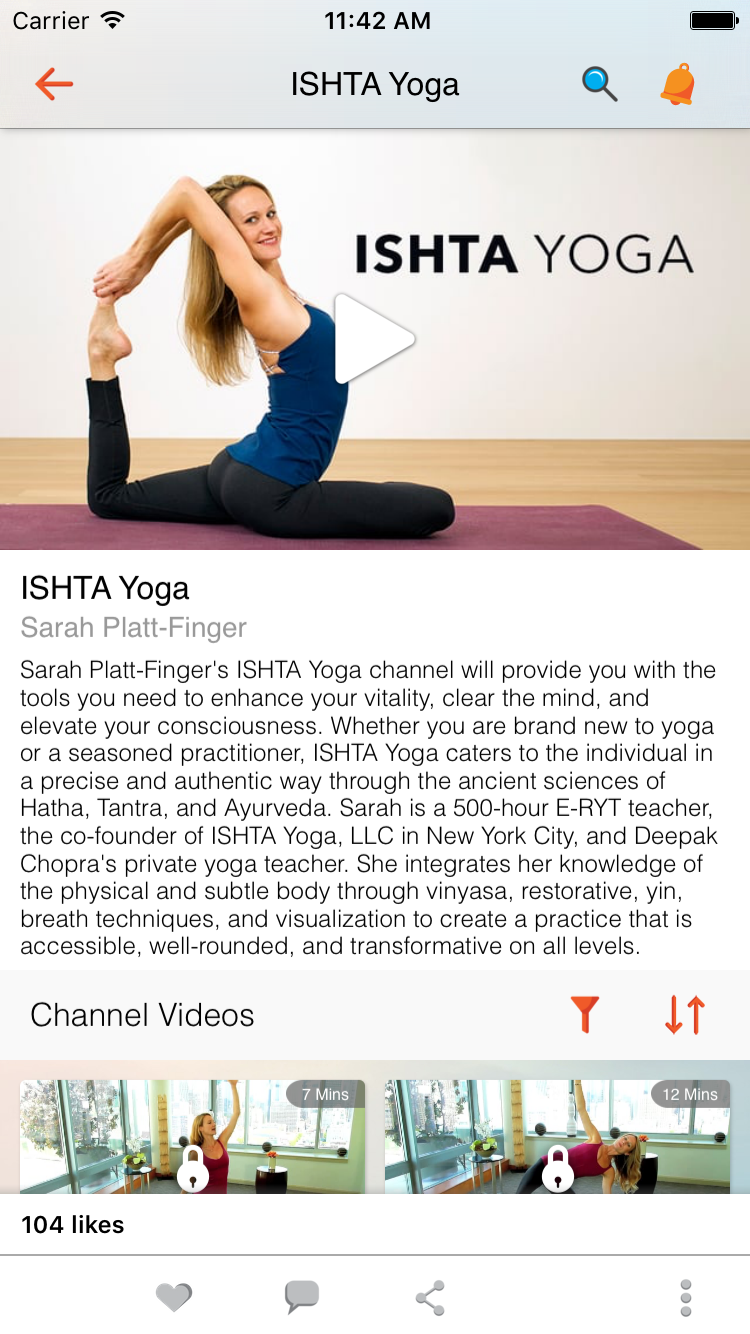 Carrier 11:42 AM
ISHTA Yoga
ISHTA YOGA
ISHTA Yoga
Sarah Platt-Finger
Sarah Platt-Finger's ISHTA Yoga channel will provide you with the
tools you need to enhance your vitality, clear the mind, and
elevate your consciousness. Whether you are brand new to yoga
or a seasoned practitioner, ISHTA Yoga caters to the individual in
a precise and authentic way through the ancient sciences of
Hatha, Tantra, and Ayurveda. Sarah is a 500-hour E-RYT teacher,
the co-founder of ISHTA Yoga, LLC in New York City, and Deepak
Chopra's private yoga teacher. She integrates her knowledge of
the physical and subtle body through vinyasa, restorative, yin,
breath techniques, and visualization to create a practice that is
accessible, well-rounded, and transformative on all levels.
Channel Videos
7 Mins 12 Mins
104 likes